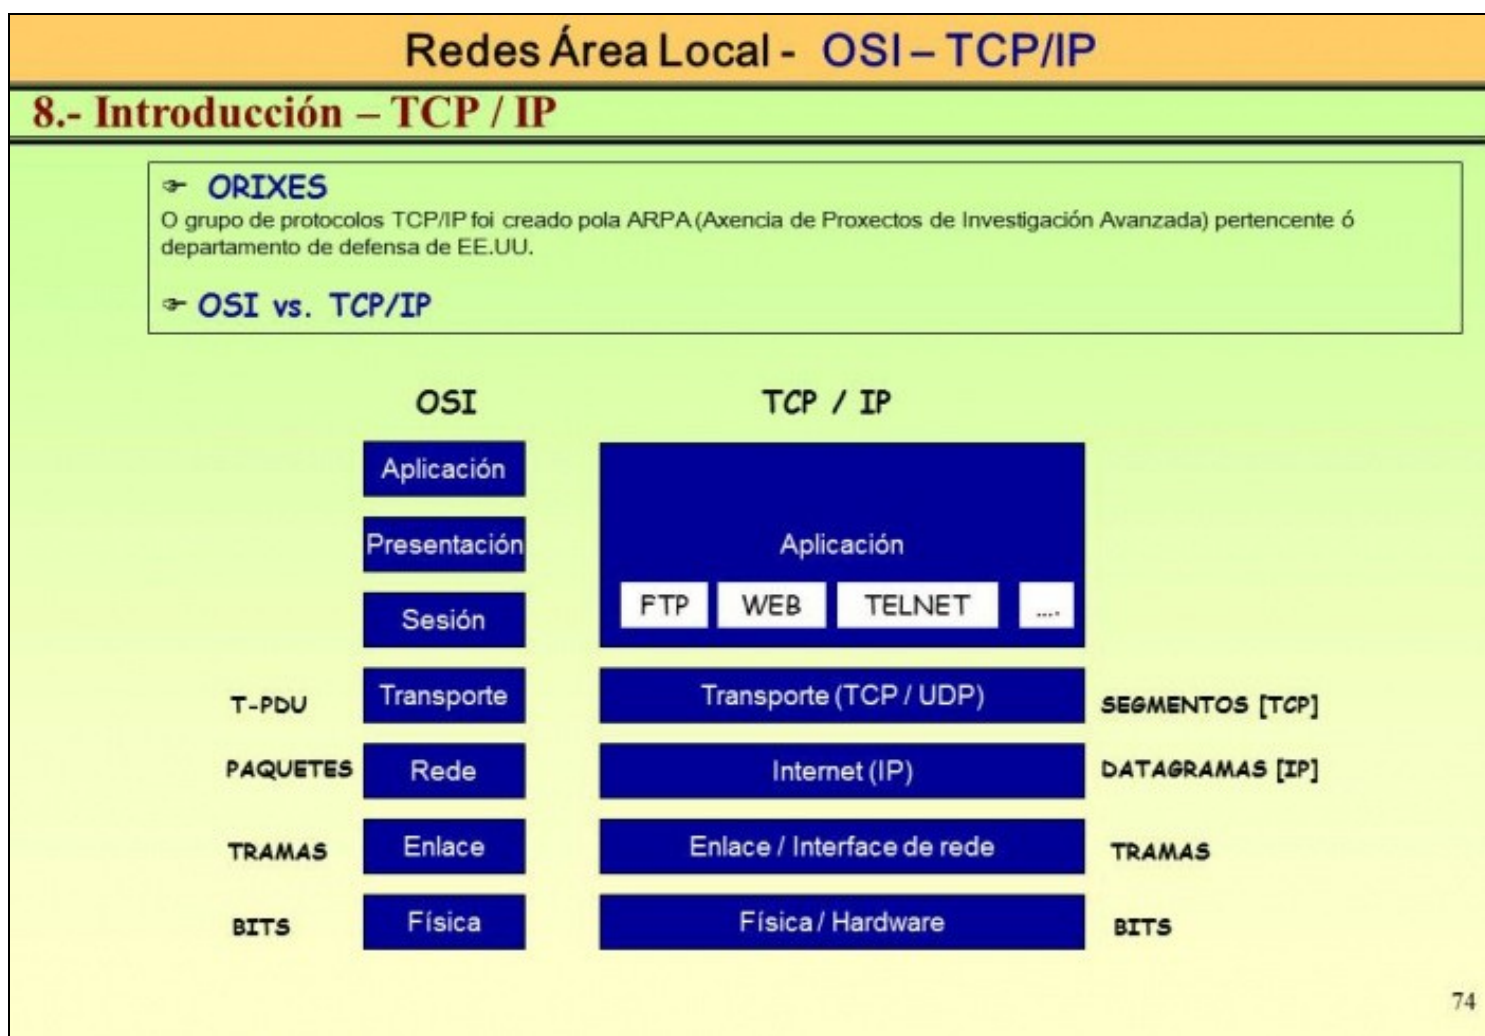 Redes Área Local - OSI – TCP/IP
8.- Introducción – TCP / IP
☞ ORIXES
O grupo de protocolos TCP/IP foi creado pola ARPA (Axencia de Proxectos de Investigación Avanzada) pertencente ó
departamento de defensa de EE.UU.
☞ OSI vs. TCP/IP
OSI
TCP / IP
Aplicación
Presentación
Sesión
Aplicación
FTP WEB TELNET ....
T-PDU Transporte Transporte (TCP / UDP) SEGMENTOS [TCP]
PAQUETES Rede Internet (IP) DATAGRAMAS [IP]
TRAMAS Enlace Enlace / Interface de rede TRAMAS
BITS Física Física / Hardware BITS
74